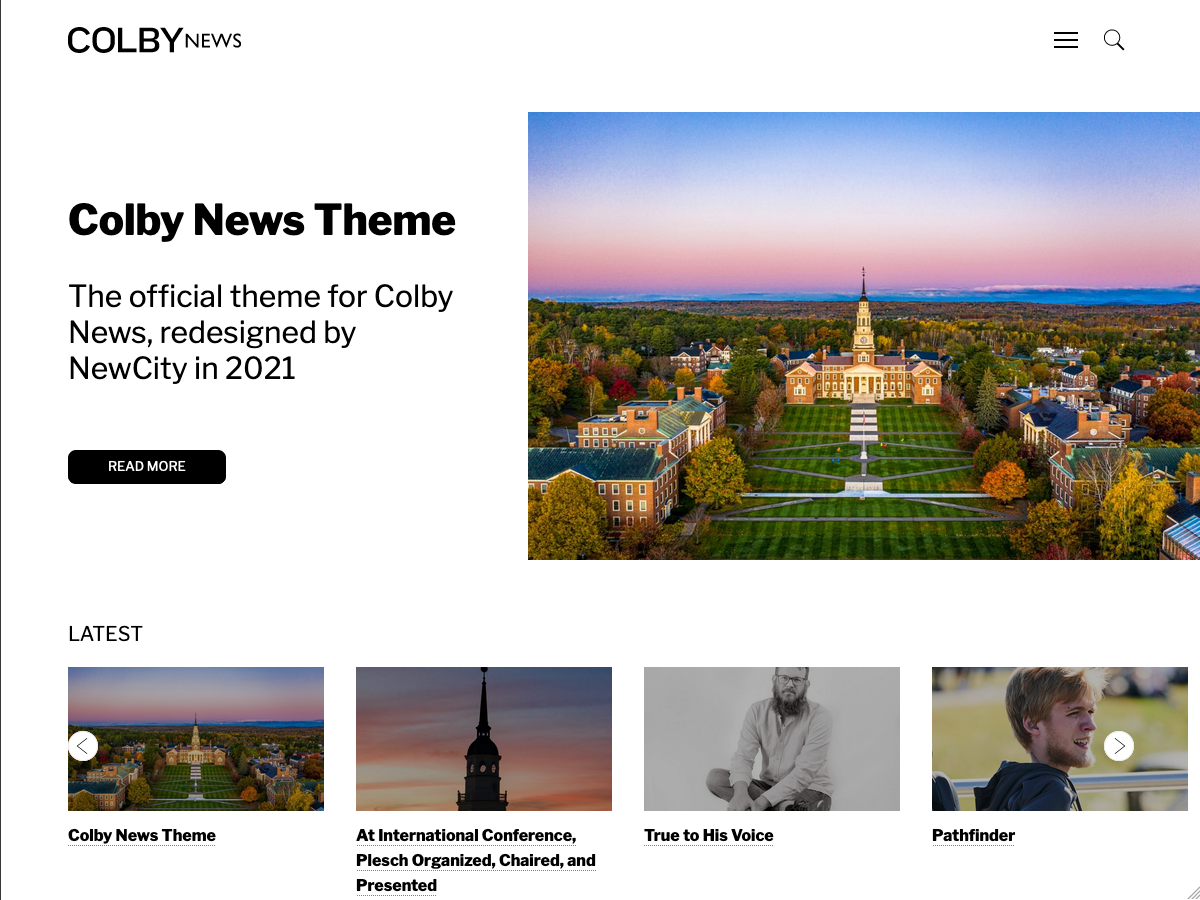 COLBY NEWS
Colby News Theme
The official theme for Colby
News, redesigned by
NewCity in 2021
READ MORE
LATEST
Colby News Theme
At International Conference,
Plesch Organized, Chaired, and
Presented
True to His Voice
Pathfinder